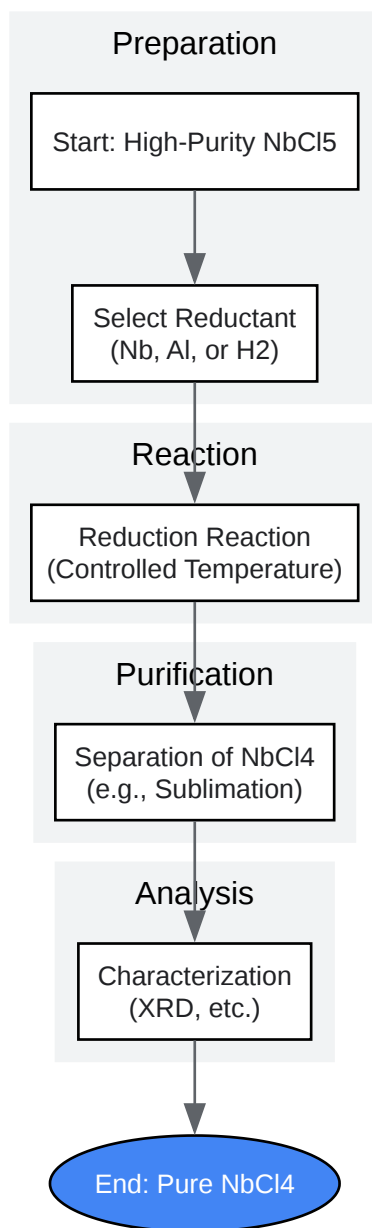 Preparation
Start: High-Purity NbCl5
Select Reductant
(Nb, Al, or H2)
Reaction
Reduction Reaction
(Controlled Temperature)
Purification
Separation of NbCl4
(e.g., Sublimation)
Analysis
Characterization
(XRD, etc.)
End: Pure NbCl4